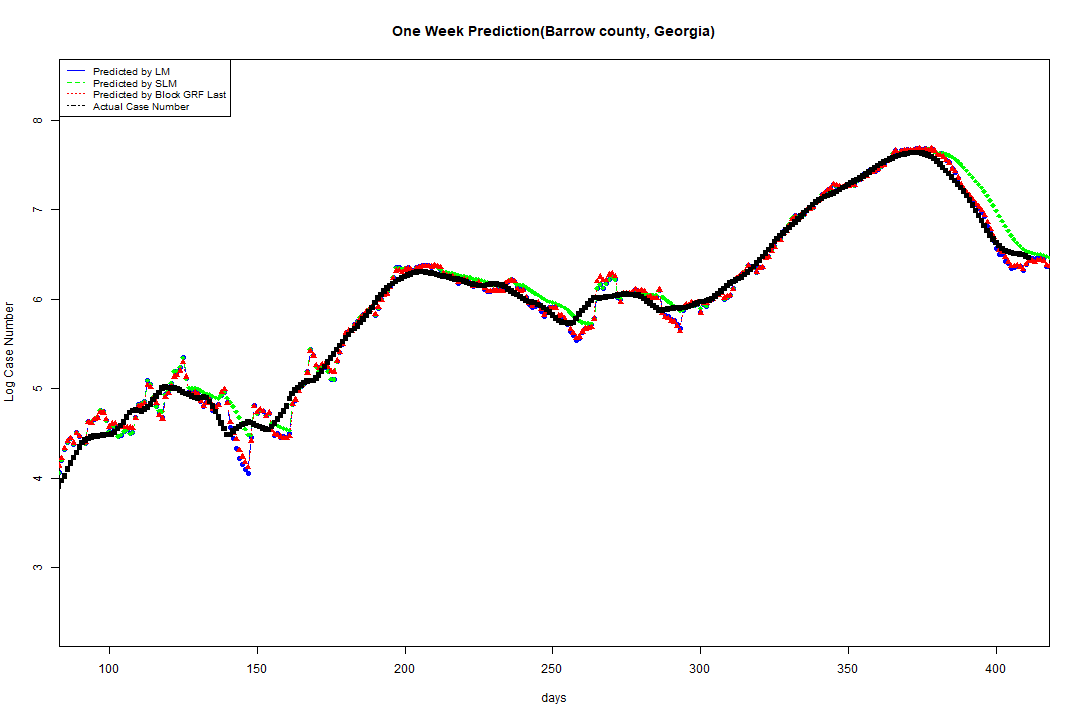 One Week Prediction(Barrow county, Georgia)
Predicted by LM
Predicted by SLM
Predicted by Block GRF Last
Actual Case Number
8
7
6
5
4
3
Log Case Number
100 150 200 250 300 350 400
days